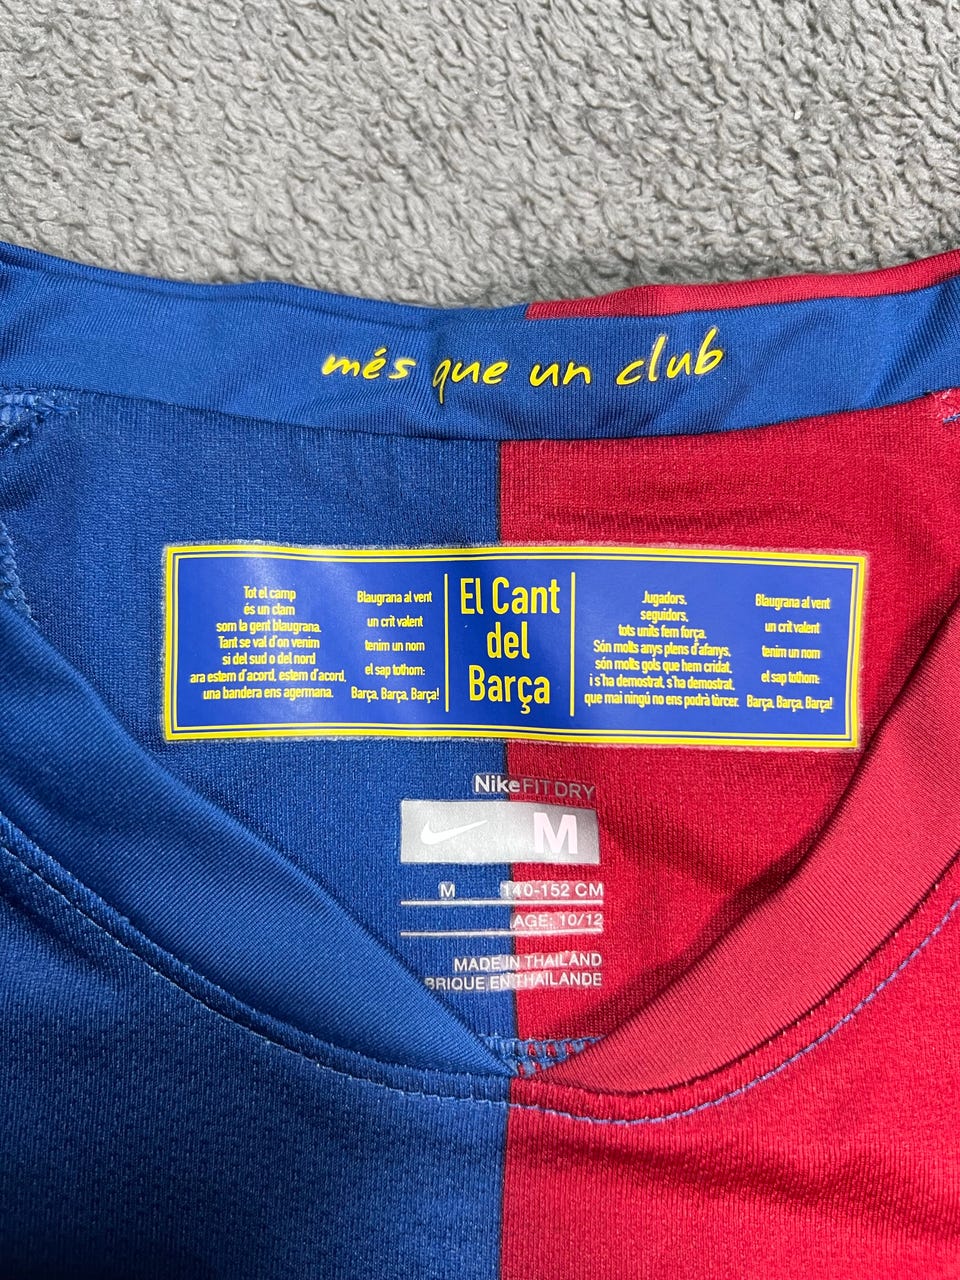 més que un club
Tot el camp
és un clam
som la gent blaugrana.
Tant se val d'on venim
si del sud o del nord
ara estem d'acord, estem d'acord,
una bandera ens agermana.
Blaugrana al vent
un crit valent
tenim un nom
el sap tothom:
Barça, Barça, Barça!
El Cant
del
Barça
Jugadors,
seguidors,
tots units fem força.
Són molts anys plens d'afanys,
són molts gols que hem cridat,
i s'ha demostrat, s'ha demostrat,
que mai ningú no ens podrà tòrcer.
Blaugrana al vent
un crit valent
tenim un nom
el sap tothom:
Barça, Barça, Barça!
NikeFITDRY
M
M 140-152 CM
AGE: 10/12
MADE IN THAILAND
BRIQUE EN THAILANDE